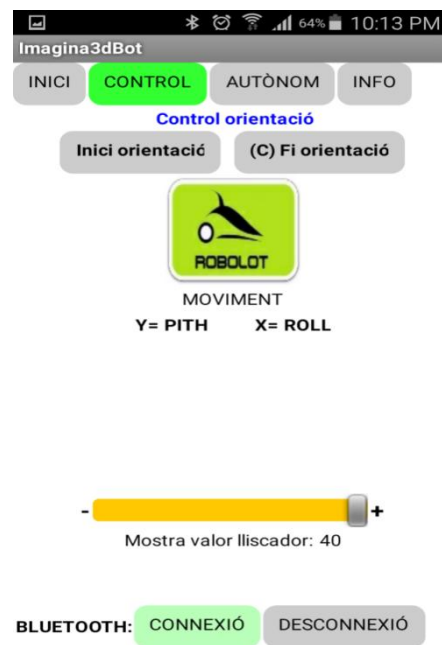 64% 10:13 PM
Imagina3dBot
INICI CONTROL AUTÒNOM INFO
Control orientació
Inici orientació (C) Fi orientació
ROBOLOT
MOVIMENT
Y= PITH X= ROLL
- +
Mostra valor lliscador: 40
BLUETOOTH: CONNEXIÓ DESCONNEXIÓ